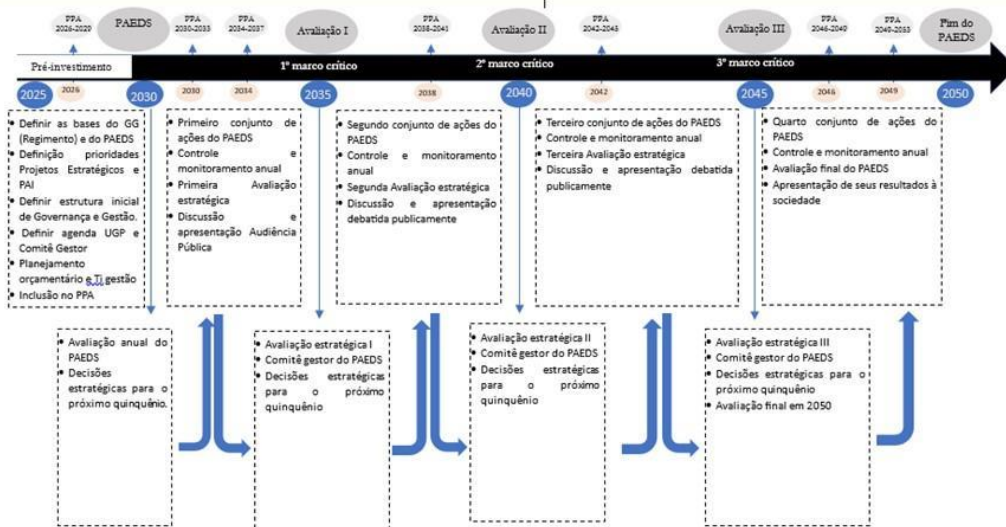 PPA
2026-2029
PAEDS
PPA
2030-2033
PPA
2034-2037
Avaliação I
PPA
2038-2041
Avaliação II
PPA
2042-2045
Avaliação III
PPA
2046-2049
PPA
2049-2053
Fim do
PAEDS
Pré-investimento
1º marco crítico
2º marco crítico
3º marco crítico
2025
2026
2030
2030
2034
2035
2038
2040
2042
2045
2046
2049
2050
• Definir as bases do GG
(Regimento) e do PAEDS
• Definição prioridades
Projetos Estratégicos e
PAI
• Definir estrutura inicial
de Governança e Gestão.
• Definir agenda UGP e
Comitê Gestor
• Planejamento
orçamentário e Ti gestão
• Inclusão no PPA
• Primeiro conjunto de
ações do PAEDS
• Controle e
monitoramento anual
• Primeira Avaliação
estratégica
• Discussão e
apresentação Audiência
Pública
• Segundo conjunto de ações do
PAEDS
• Controle e monitoramento
anual
• Segunda Avaliação estratégica
• Discussão e apresentação
debatida publicamente
• Terceiro conjunto de ações do PAEDS
• Controle e monitoramento anual
• Terceira Avaliação estratégica
• Discussão e apresentação debatida
publicamente
• Quarto conjunto de ações do
PAEDS
• Controle e monitoramento anual
• Avaliação final do PAEDS
• Apresentação de seus resultados à
sociedade
• Avaliação anual do
PAEDS
• Decisões
estratégicas para o
próximo quinquênio.
• Avaliação estratégica I
• Comitê gestor do PAEDS
• Decisões estratégicas
para o próximo
quinquênio
• Avaliação estratégica II
• Comitê gestor do PAEDS
• Decisões estratégicas
para o próximo
quinquênio
• Avaliação estratégica III
• Comitê gestor do PAEDS
• Decisões estratégicas para o
próximo quinquênio
• Avaliação final em 2050